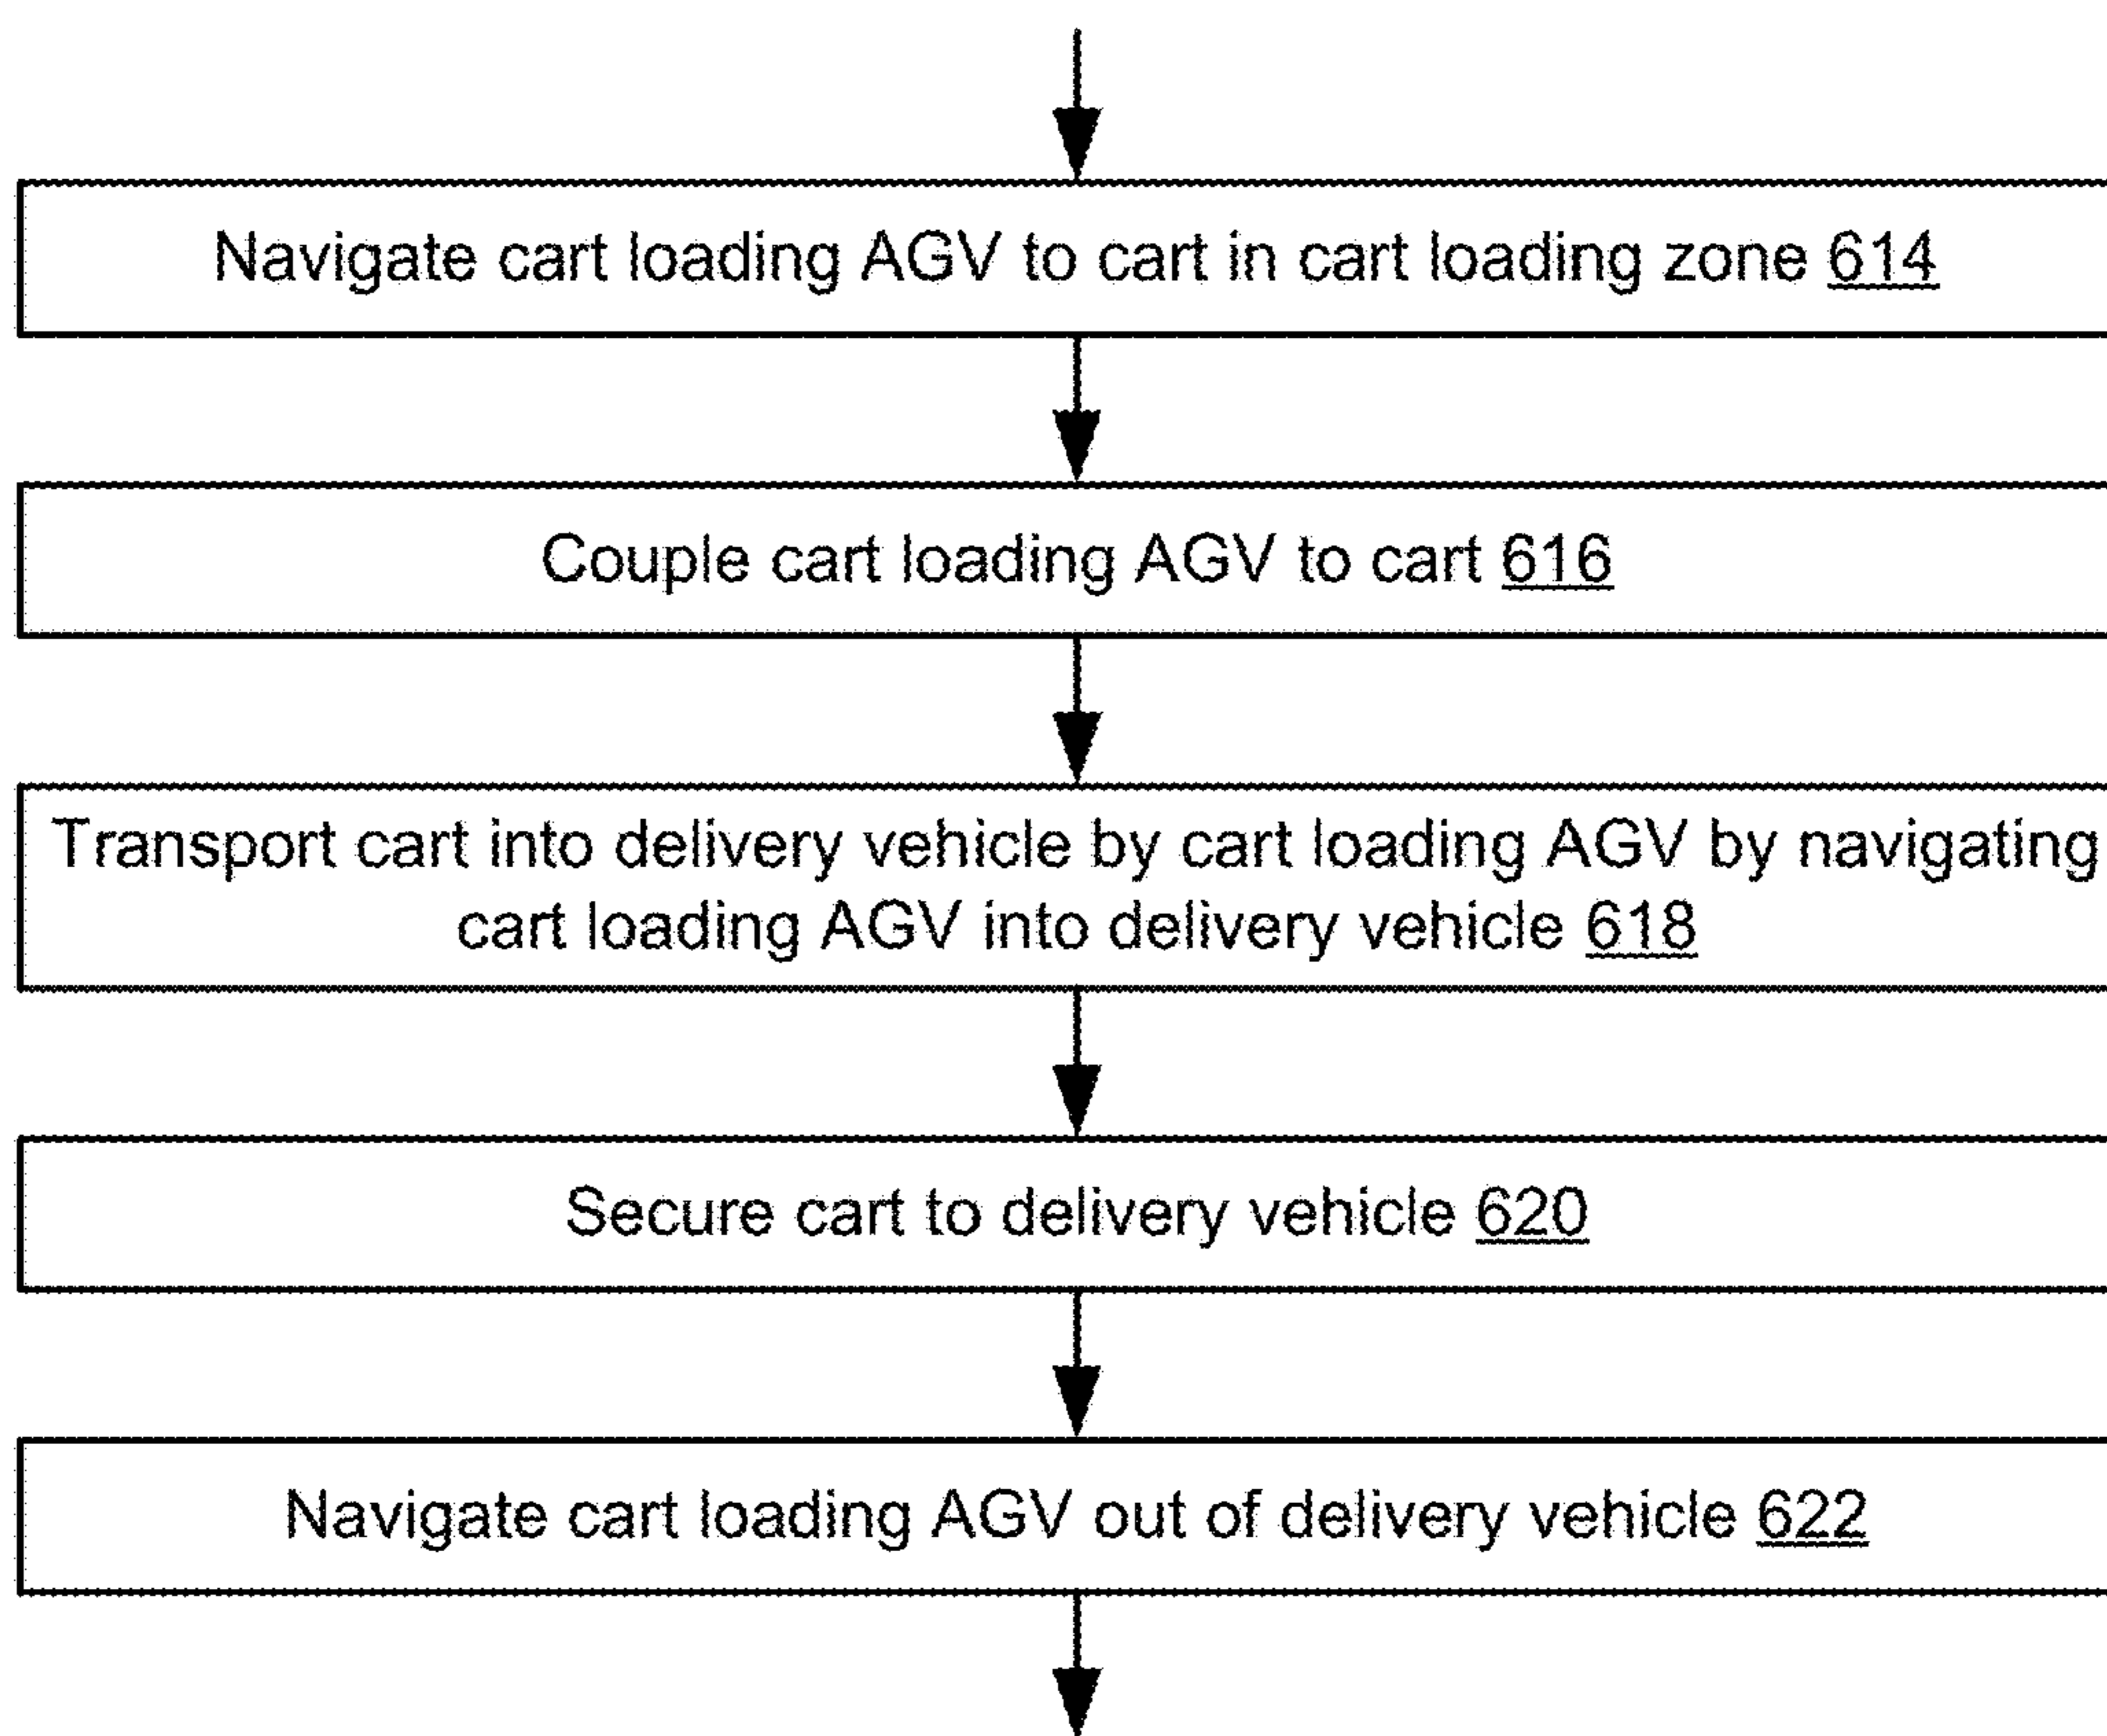 Navigate cart loading AGV to cart in cart loading zone 614
Couple cart loading AGV to cart 616
Transport cart into delivery vehicle by cart loading AGV by navigating
cart loading AGV into delivery vehicle 618
Secure cart to delivery vehicle 620
Navigate cart loading AGV out of delivery vehicle 622